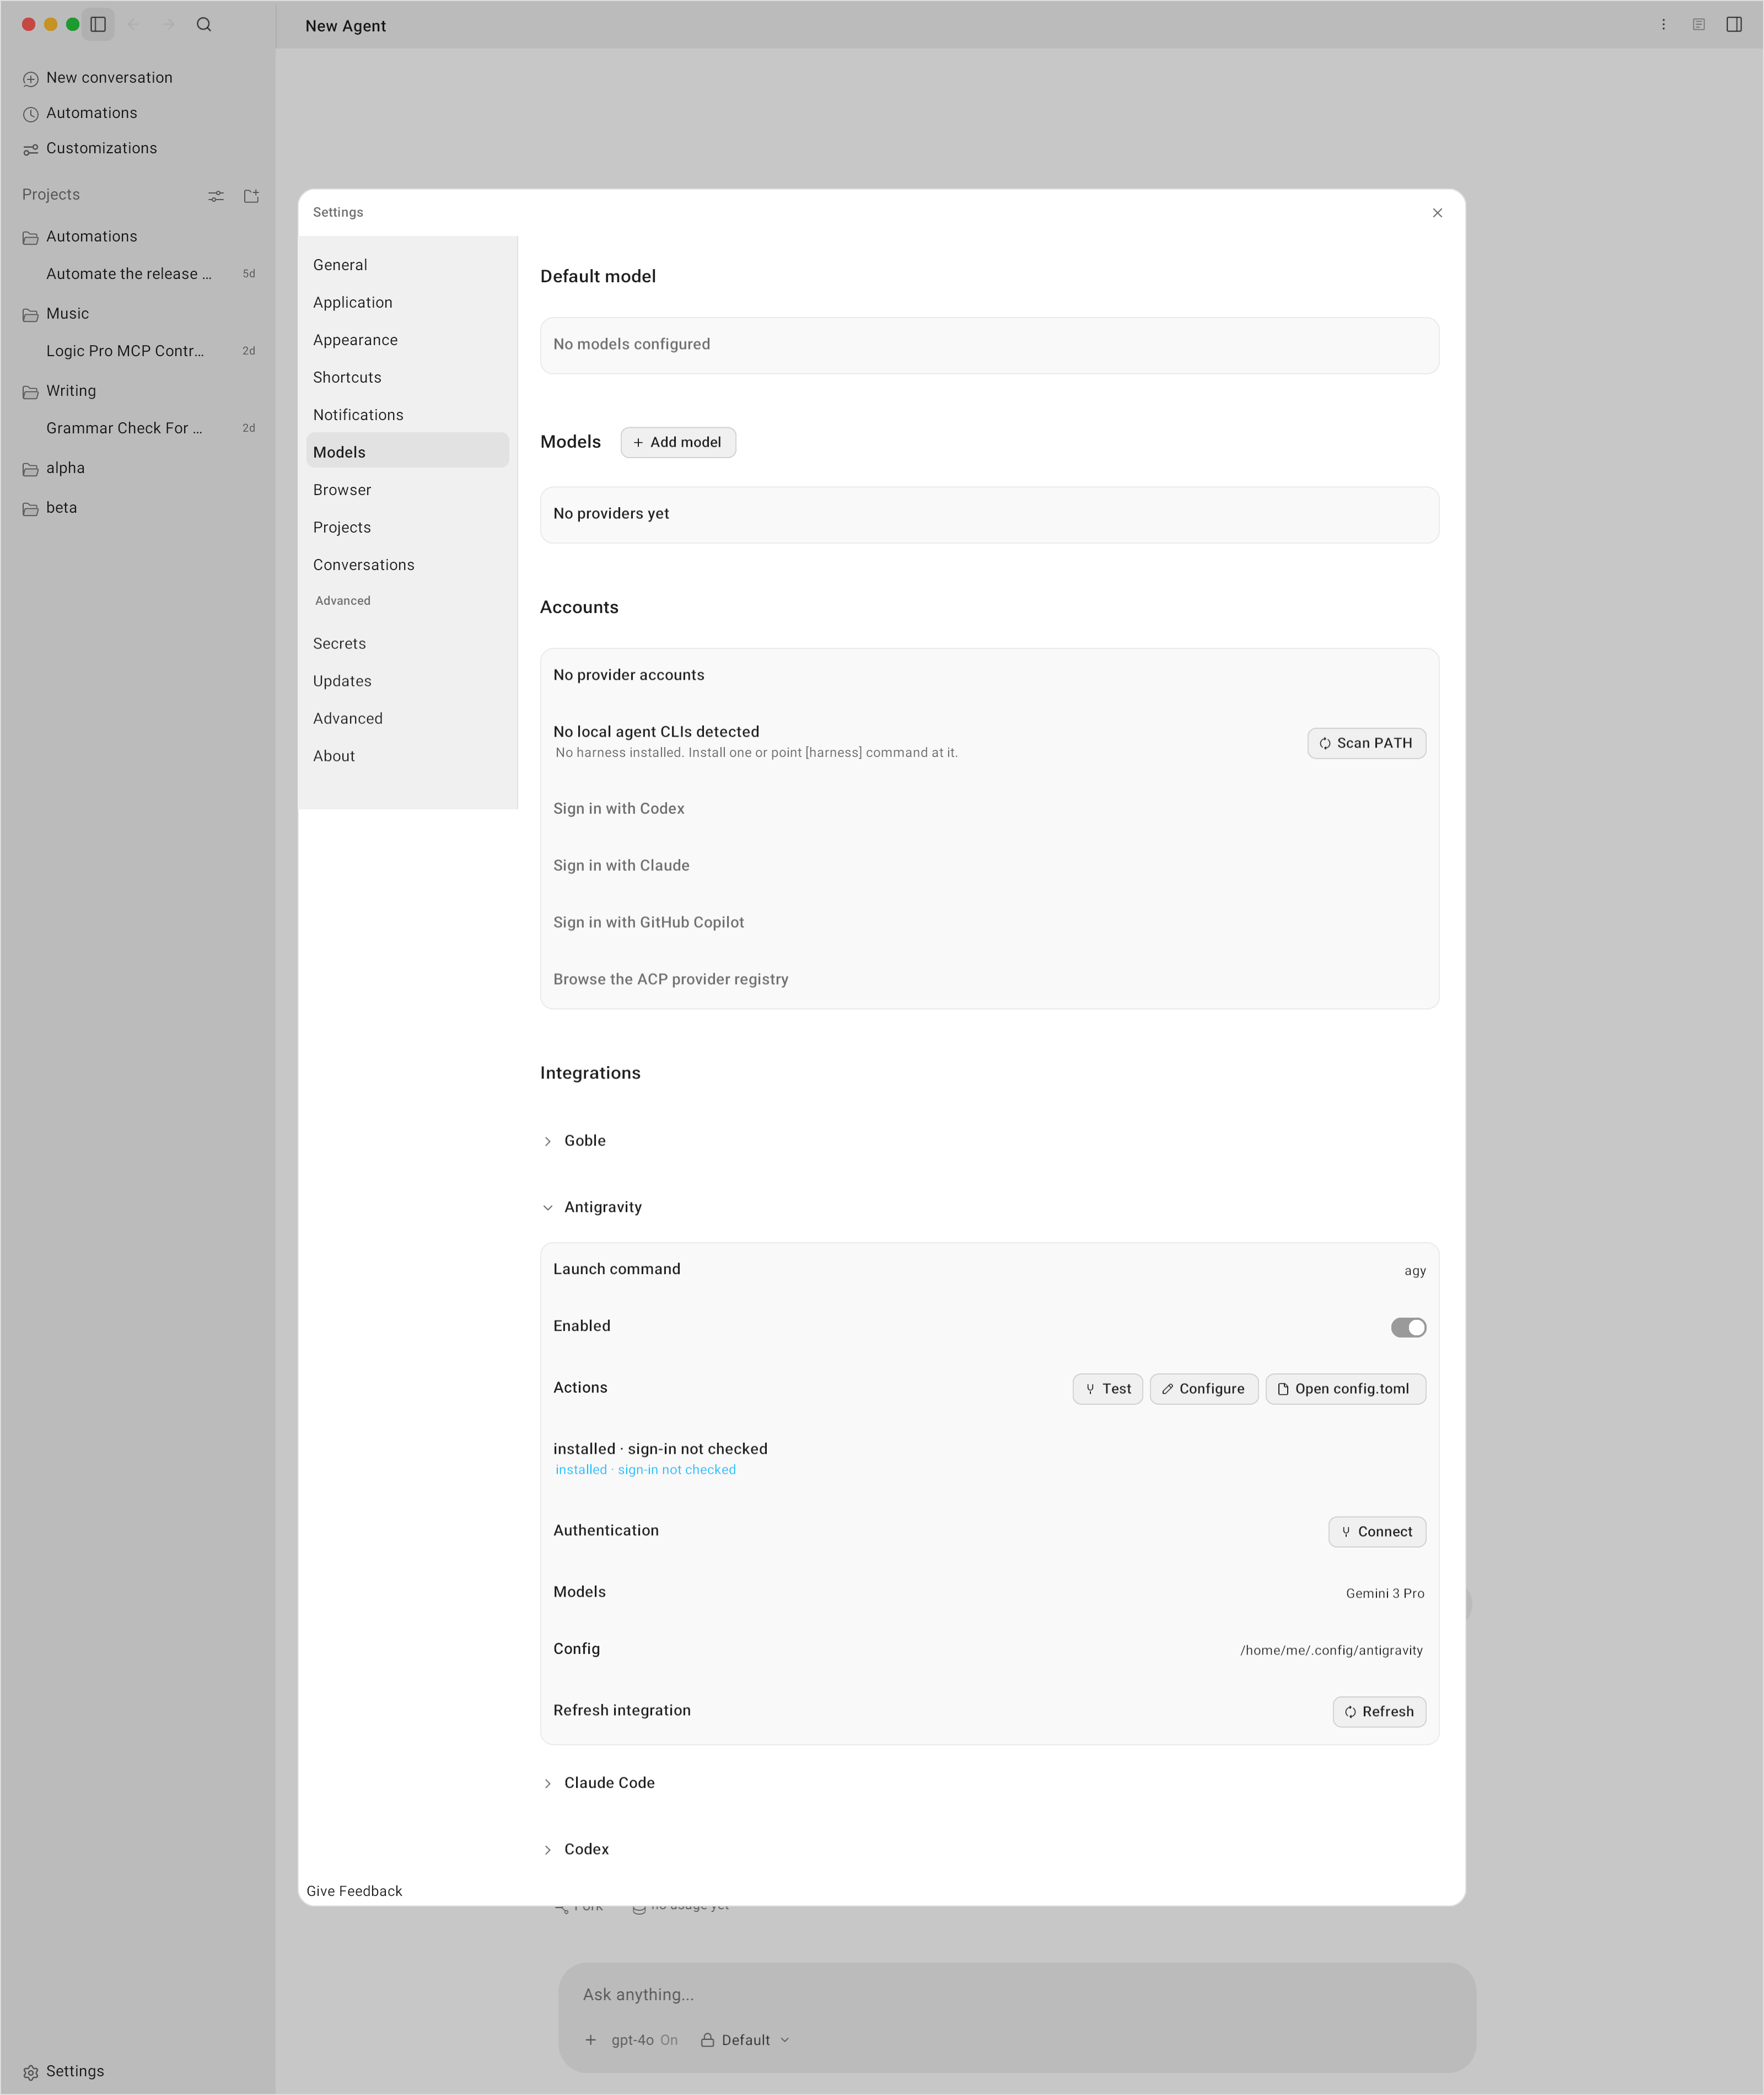 New Agent
New conversation
Automations
Customizations
Projects
Automations
Automate the release ... 5d
Music
Logic Pro MCP Contr... 2d
Writing
Grammar Check For ... 2d
alpha
beta
Settings
Settings
General
Application
Appearance
Shortcuts
Notifications
Models
Browser
Projects
Conversations
Advanced
Secrets
Updates
Advanced
About
Give Feedback
Default model
No models configured
Models
+ Add model
No providers yet
Accounts
No provider accounts
No local agent CLIs detected
No harness installed. Install one or point [harness] command at it.
Scan PATH
Sign in with Codex
Sign in with Claude
Sign in with GitHub Copilot
Browse the ACP provider registry
Integrations
Goble
Antigravity
Launch command agy
Enabled
Actions Test Configure Open config.toml
installed · sign-in not checked
installed · sign-in not checked
Authentication Connect
Models Gemini 3 Pro
Config /home/me/.config/antigravity
Refresh integration Refresh
Claude Code
Codex
Fork no usage yet
Ask anything...
+ gpt-4o On Default